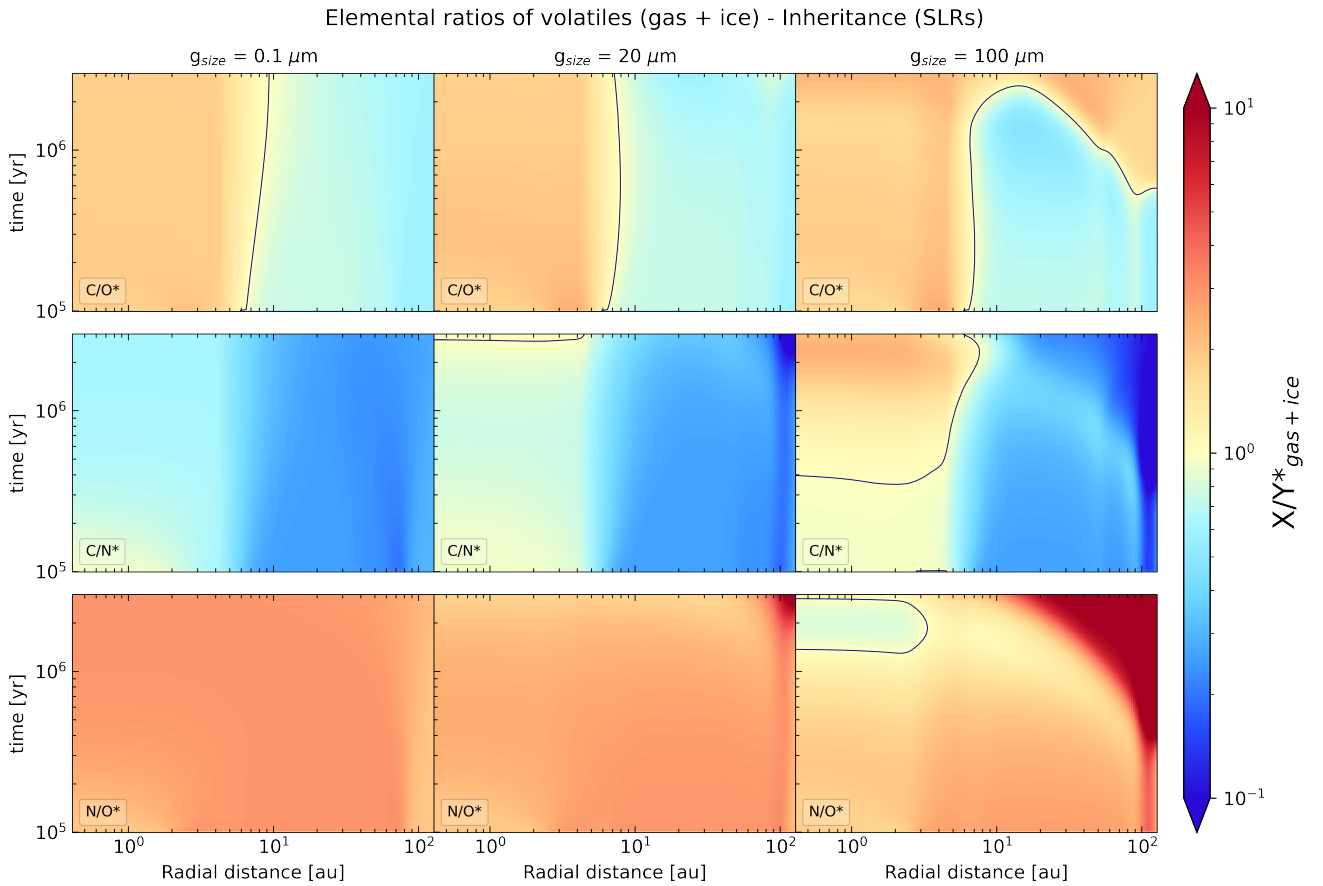 Elemental ratios of volatiles (gas + ice) - Inheritance (SLRs)
g_size = 0.1 μm g_size = 20 μm g_size = 100 μm
time [yr] 10^6 10^5 C/O* C/O* C/O*
time [yr] 10^6 10^5 C/N* C/N* C/N*
time [yr] 10^6 10^5 N/O* N/O* N/O*
10^0 10^1 10^2 10^0 10^1 10^2 10^0 10^1 10^2
Radial distance [au] Radial distance [au] Radial distance [au]
10^1
10^0
10^−1
X/Y*_gas + ice